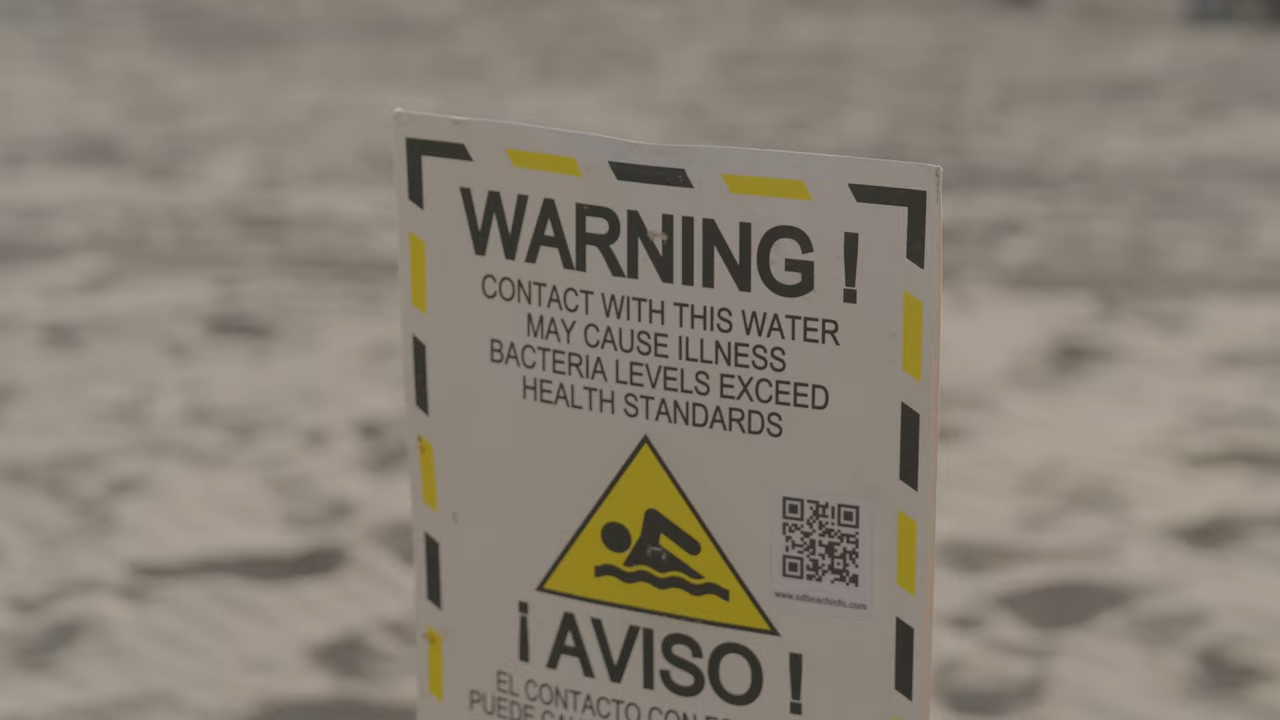 WARNING !
CONTACT WITH THIS WATER
MAY CAUSE ILLNESS
BACTERIA LEVELS EXCEED
HEALTH STANDARDS
www.sdbeachinfo.com
¡ AVISO !
EL CONTACTO CON
PUEDE